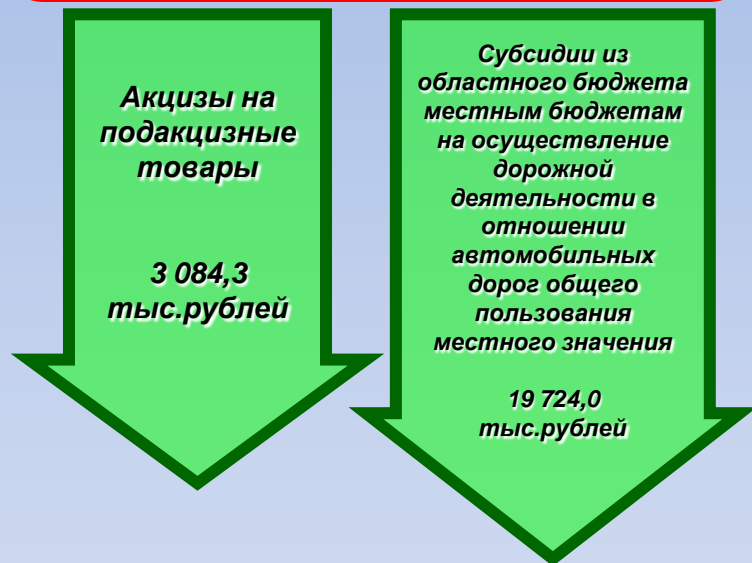 Акцизы на
подакцизные
товары
3 084,3
тыс.рублей
Субсидии из
областного бюджета
местным бюджетам
на осуществление
дорожной
деятельности в
отношении
автомобильных
дорог общего
пользования
местного значения
19 724,0
тыс.рублей